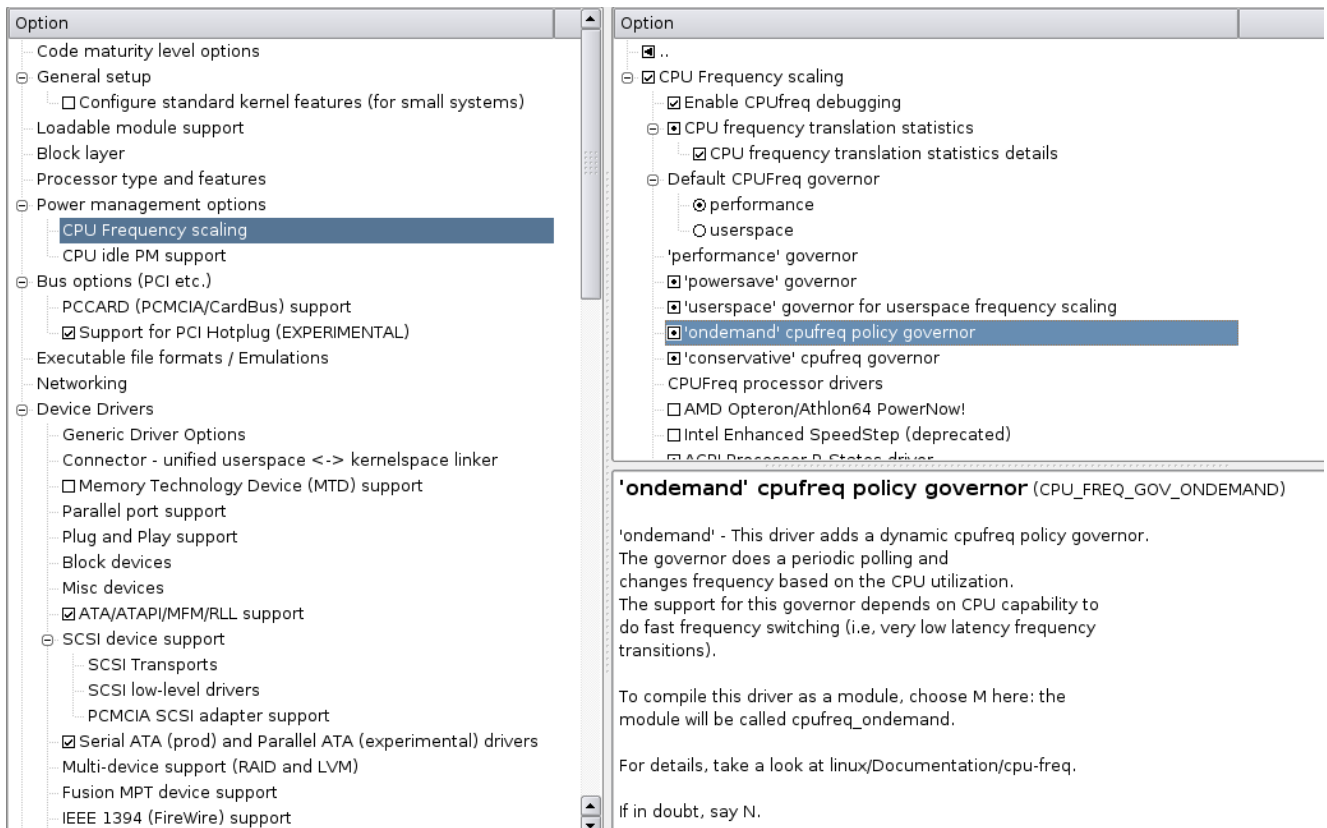 Option
Code maturity level options
General setup
Configure standard kernel features (for small systems)
Loadable module support
Block layer
Processor type and features
Power management options
CPU Frequency scaling
CPU idle PM support
Bus options (PCI etc.)
PCCARD (PCMCIA/CardBus) support
Support for PCI Hotplug (EXPERIMENTAL)
Executable file formats / Emulations
Networking
Device Drivers
Generic Driver Options
Connector - unified userspace <-> kernelspace linker
Memory Technology Device (MTD) support
Parallel port support
Plug and Play support
Block devices
Misc devices
ATA/ATAPI/MFM/RLL support
SCSI device support
SCSI Transports
SCSI low-level drivers
PCMCIA SCSI adapter support
Serial ATA (prod) and Parallel ATA (experimental) drivers
Multi-device support (RAID and LVM)
Fusion MPT device support
IEEE 1394 (FireWire) support
Option
..
CPU Frequency scaling
Enable CPUfreq debugging
CPU frequency translation statistics
CPU frequency translation statistics details
Default CPUFreq governor
performance
userspace
'performance' governor
'powersave' governor
'userspace' governor for userspace frequency scaling
'ondemand' cpufreq policy governor
'conservative' cpufreq governor
CPUFreq processor drivers
AMD Opteron/Athlon64 PowerNow!
Intel Enhanced SpeedStep (deprecated)
ACPI Processor P-States driver
'ondemand' cpufreq policy governor (CPU_FREQ_GOV_ONDEMAND)
'ondemand' - This driver adds a dynamic cpufreq policy governor.
The governor does a periodic polling and
changes frequency based on the CPU utilization.
The support for this governor depends on CPU capability to
do fast frequency switching (i.e, very low latency frequency
transitions).
To compile this driver as a module, choose M here: the
module will be called cpufreq_ondemand.
For details, take a look at linux/Documentation/cpu-freq.
If in doubt, say N.